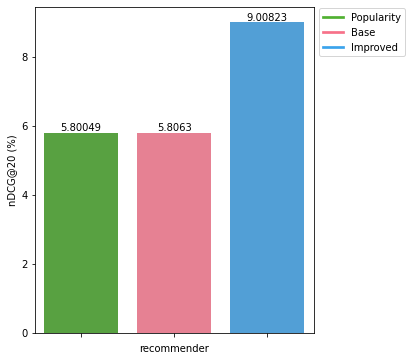 Popularity
Base
Improved
9.00823
5.80049
5.8063
nDCG@20 (%)
8
6
4
2
0
recommender